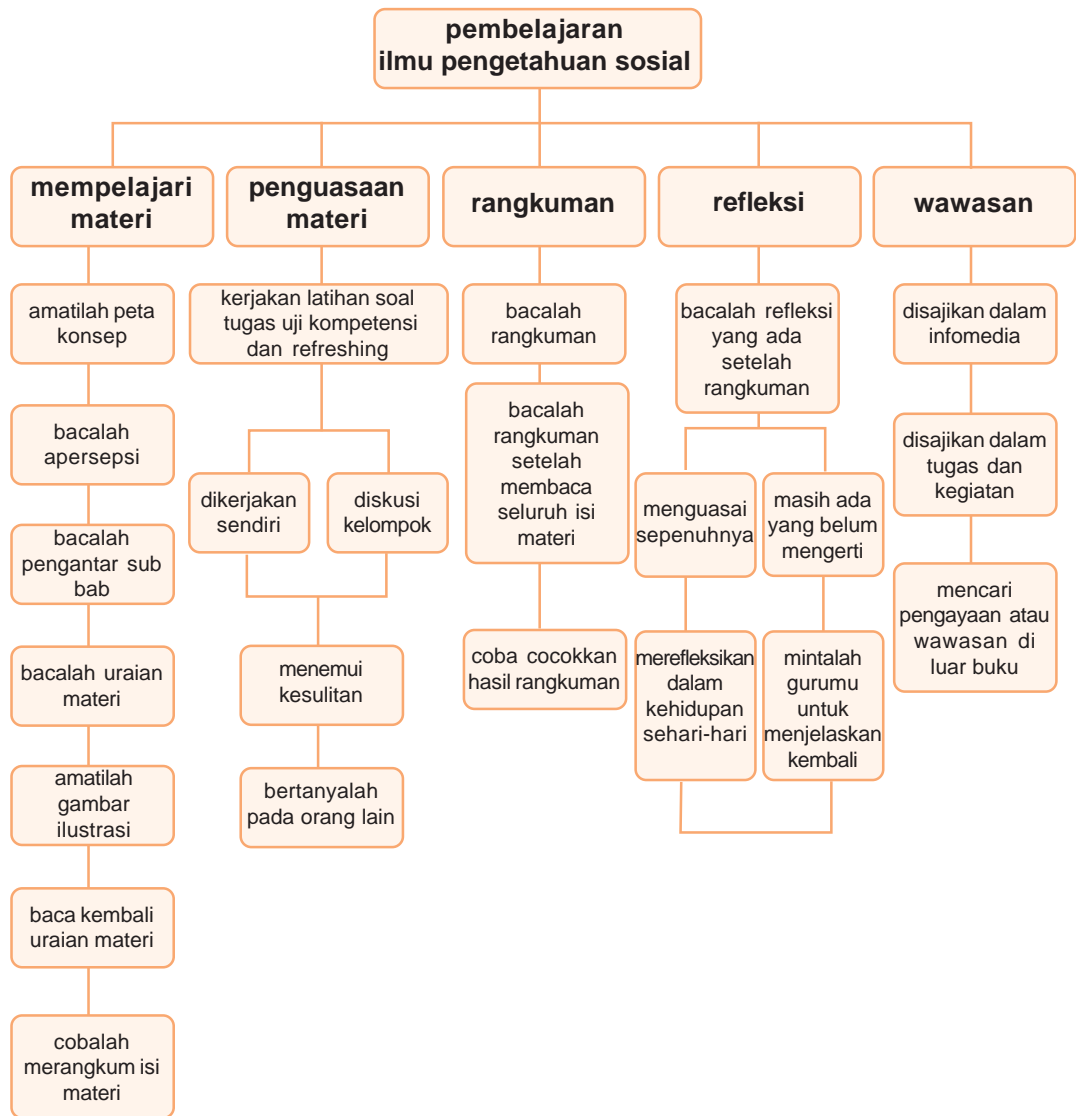 pembelajaran
ilmu pengetahuan sosial
mempelajari
materi
amatilah peta
konsep
bacalah
apersepsi
bacalah
pengantar sub
bab
bacalah uraian
materi
amatilah
gambar
ilustrasi
baca kembali
uraian materi
cobalah
merangkum isi
materi
penguasaan
materi
kerjakan latihan soal
tugas uji kompetensi
dan refreshing
dikerjakan
sendiri
diskusi
kelompok
menemui
kesulitan
bertanyalah
pada orang lain
rangkuman
bacalah
rangkuman
bacalah
rangkuman
setelah
membaca
seluruh isi
materi
coba cocokkan
hasil rangkuman
refleksi
bacalah refleksi
yang ada
setelah
rangkuman
menguasai
sepenuhnya
merefleksikan
dalam
kehidupan
sehari-hari
masih ada
yang belum
mengerti
mintalah
gurumu
untuk
menjelaskan
kembali
wawasan
disajikan dalam
infomedia
disajikan dalam
tugas dan
kegiatan
mencari
pengayaan atau
wawasan di
luar buku